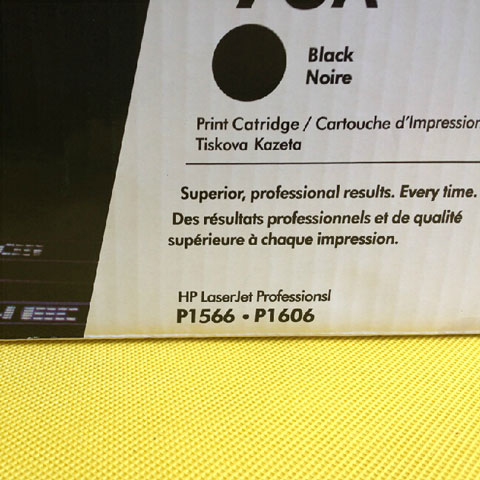 Black
Noire
Print Catridge / Cartouche d'Impression
Tiskova Kazeta
Superior, professional results. Every time.
Des résultats professionnels et de qualité
supérieure à chaque impression.
HP LaserJet Professionsl
P1566 • P1606